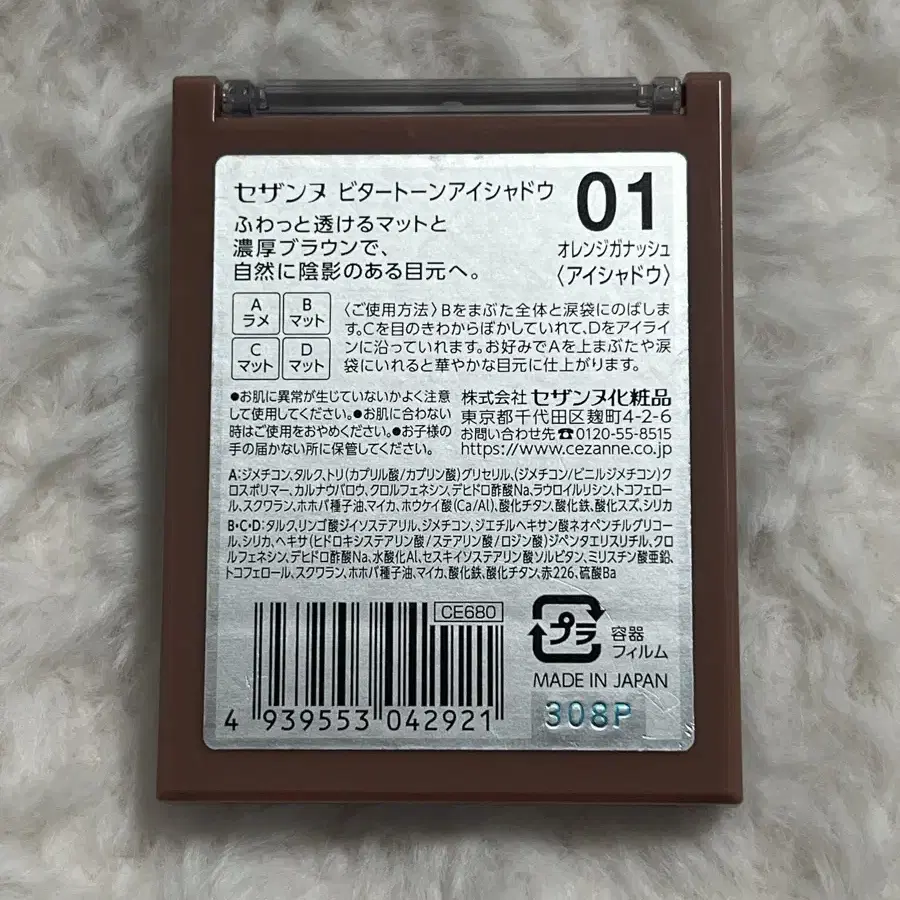 セザンヌ ビタートーンアイシャドウ
01
ふわっと透けるマットと
濃厚ブラウンで、
自然に陰影のある目元へ。
オレンジガナッシュ
〈アイシャドウ〉
A
ラメ
B
マット
C
マット
D
マット
〈ご使用方法〉Bをまぶた全体と涙袋にのばしま
す。Cを目のきわからぼかしていれて、Dをアイライ
ンに沿っていれます。お好みでAを上まぶたや涙
袋にいれると華やかな目元に仕上がります。
●お肌に異常が生じていないかよく注意
して使用してください。●お肌に合わない
時はご使用をおやめください。●お子様の
手の届かない所に保管してください。
株式会社 セザンヌ化粧品
東京都千代田区麹町4-2-6
お問い合わせ先☎0120-55-8515
https://www.cezanne.co.jp
A:ジメチコン、タルク、トリ(カプリル酸/カプリン酸)グリセリル、(ジメチコン/ビニルジメチコン)ク
ロスポリマー、カルナウバロウ、クロルフェネシン、デヒドロ酢酸Na、ラウロイルリシン、トコフェロー
ル、スクワラン、ホホバ種子油、マイカ、ホウケイ酸(Ca/Al)、酸化チタン、酸化鉄、酸化スズ、シリカ
B・C・D:タルク、リンゴ酸ジイソステアリル、ジメチコン、ジエチルヘキサン酸ネオペンチルグリコー
ル、シリカ、ヘキサ(ヒドロキシステアリン酸/ステアリン酸/ロジン酸)ジペンタエリスリチル、クロ
ルフェネシン、デヒドロ酢酸Na、水酸化Al、セスキイソステアリン酸ソルビタン、ミリスチン酸亜鉛、
トコフェロール、スクワラン、ホホバ種子油、マイカ、酸化鉄、酸化チタン、赤226、硫酸Ba
CE680
4 939553 042921
プラ
容器
フィルム
MADE IN JAPAN
308P